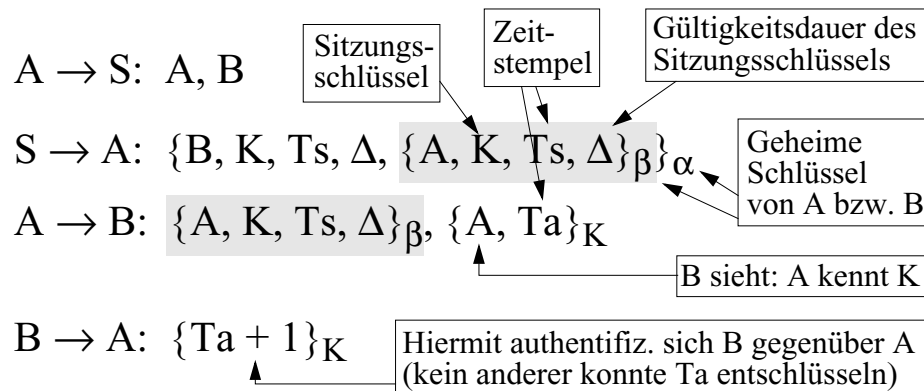 Sitzungs-
schlüssel
Zeit-
stempel
Gültigkeitsdauer des
Sitzungsschlüssels
A → S: A, B
S → A: {B, K, Ts, Δ, {A, K, Ts, Δ}β}α
Geheime
Schlüssel
von A bzw. B
A → B: {A, K, Ts, Δ}β, {A, Ta}K
B sieht: A kennt K
B → A: {Ta + 1}K
Hiermit authentifiz. sich B gegenüber A
(kein anderer konnte Ta entschlüsseln)